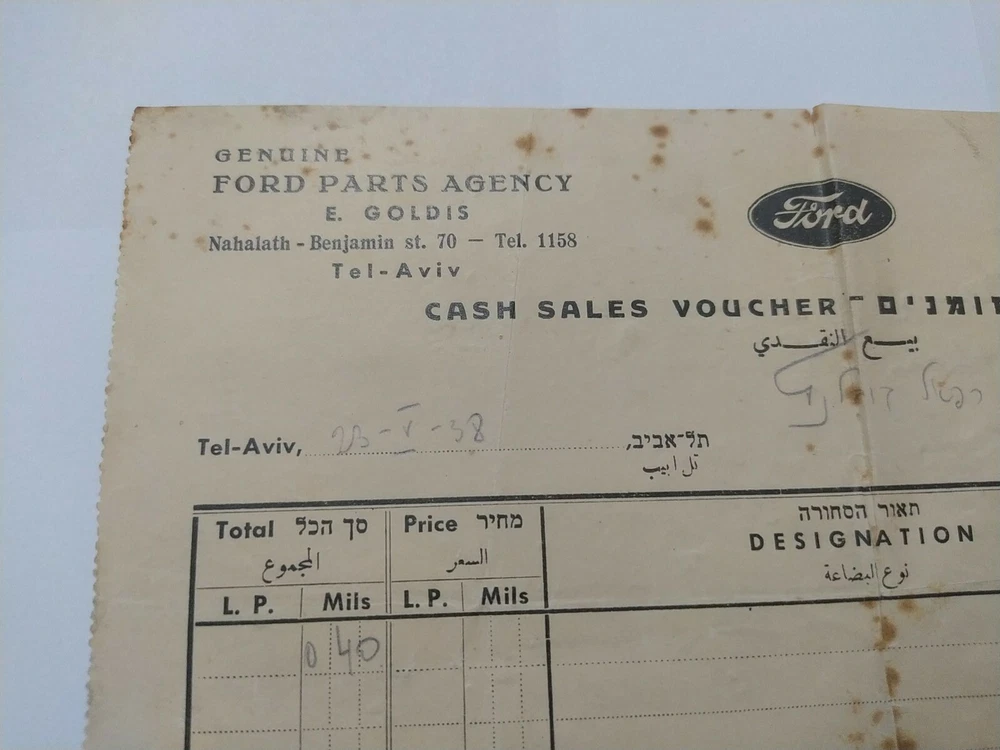 GENUINE
FORD PARTS AGENCY
E. GOLDIS
Nahalath - Benjamin st. 70 — Tel. 1158
Tel-Aviv
Ford
CASH SALES VOUCHER - זומנים
بيع النقدي
Tel-Aviv, 23-V-38 תל־אביב,
تل ابيب
Total סך הכל Price מחיר תאור הסחורה
المجموع السعر DESIGNATION
نوع البضاعة
L. P. Mils L. P. Mils
0 40